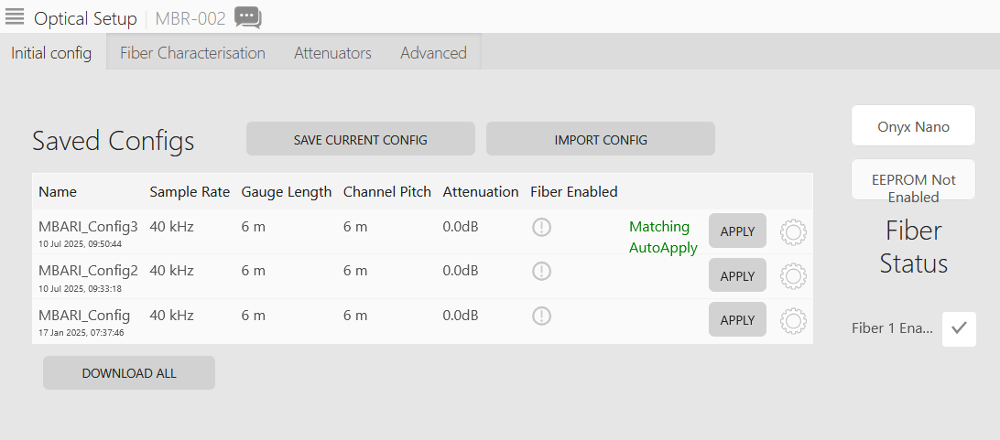 Optical Setup MBR-002
Initial config Fiber Characterisation Attenuators Advanced
Saved Configs SAVE CURRENT CONFIG IMPORT CONFIG
Name Sample Rate Gauge Length Channel Pitch Attenuation Fiber Enabled
MBARI_Config3 40 kHz 6 m 6 m 0.0dB Matching APPLY
10 Jul 2025, 09:50:44 AutoApply
MBARI_Config2 40 kHz 6 m 6 m 0.0dB APPLY
10 Jul 2025, 09:33:18
MBARI_Config 40 kHz 6 m 6 m 0.0dB APPLY
17 Jan 2025, 07:37:46
DOWNLOAD ALL
Onyx Nano
EEPROM Not
Enabled
Fiber
Status
Fiber 1 Ena...